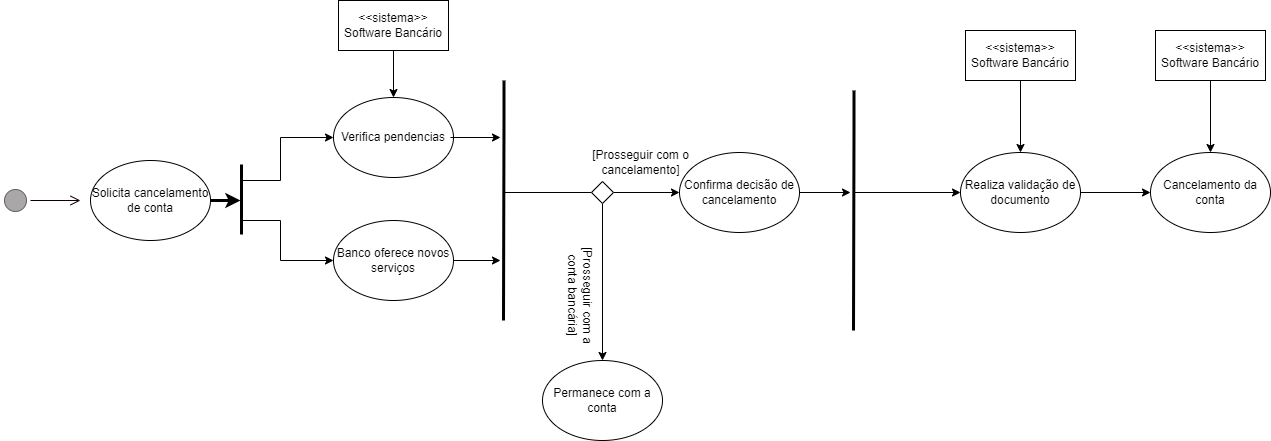 <<sistema>>
Software Bancário
Solicita cancelamento
de conta
Verifica pendencias
Banco oferece novos
serviços
[Prosseguir com o
cancelamento]
[Prosseguir com a
conta bancária]
Permanece com a
conta
Confirma decisão de
cancelamento
<<sistema>>
Software Bancário
Realiza validação de
documento
<<sistema>>
Software Bancário
Cancelamento da
conta